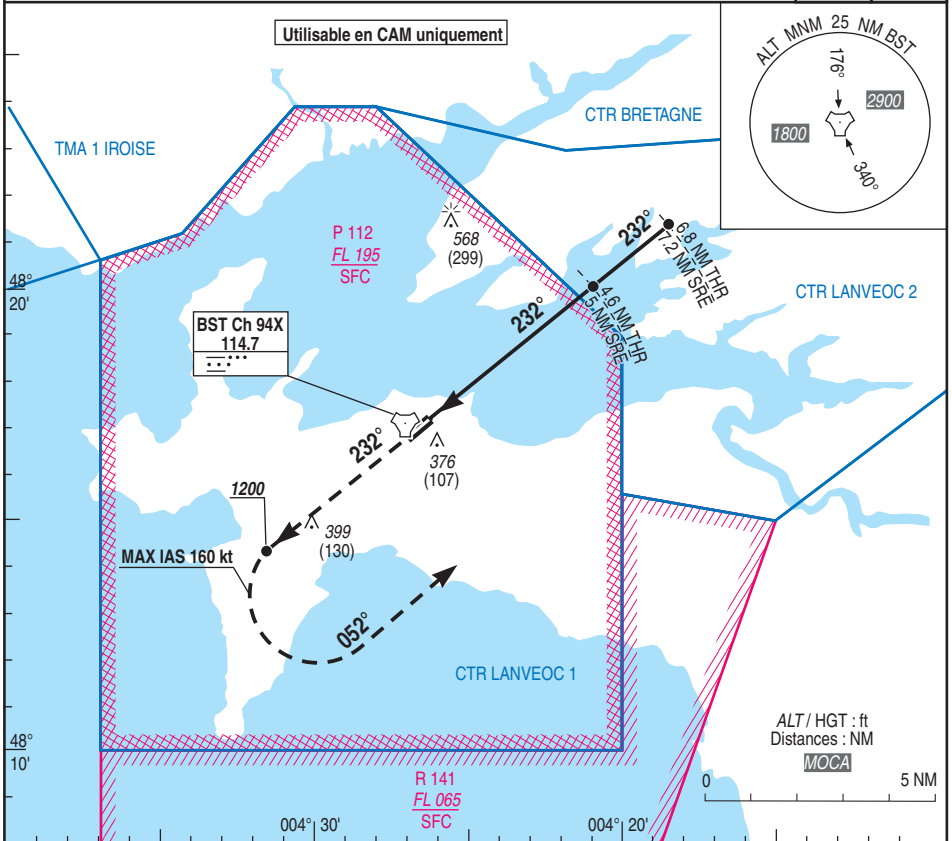 Utilisable en CAM uniquement
ALT MNM 25 NM BST
176°
2900
1800
340°
CTR BRETAGNE
TMA 1 IROISE
P 112
FL 195
SFC
568
(299)
232°
6.8 NM THR
7.2 NM SRE
48°
20'
232°
4.6 NM THR
5 NM SRE
CTR LANVEOC 2
BST Ch 94X
114.7
232°
376
(107)
1200
399
(130)
MAX IAS 160 kt
052°
CTR LANVEOC 1
48°
10'
ALT / HGT : ft
Distances : NM
MOCA
0
5 NM
R 141
FL 065
SFC
004° 30'
004° 20'